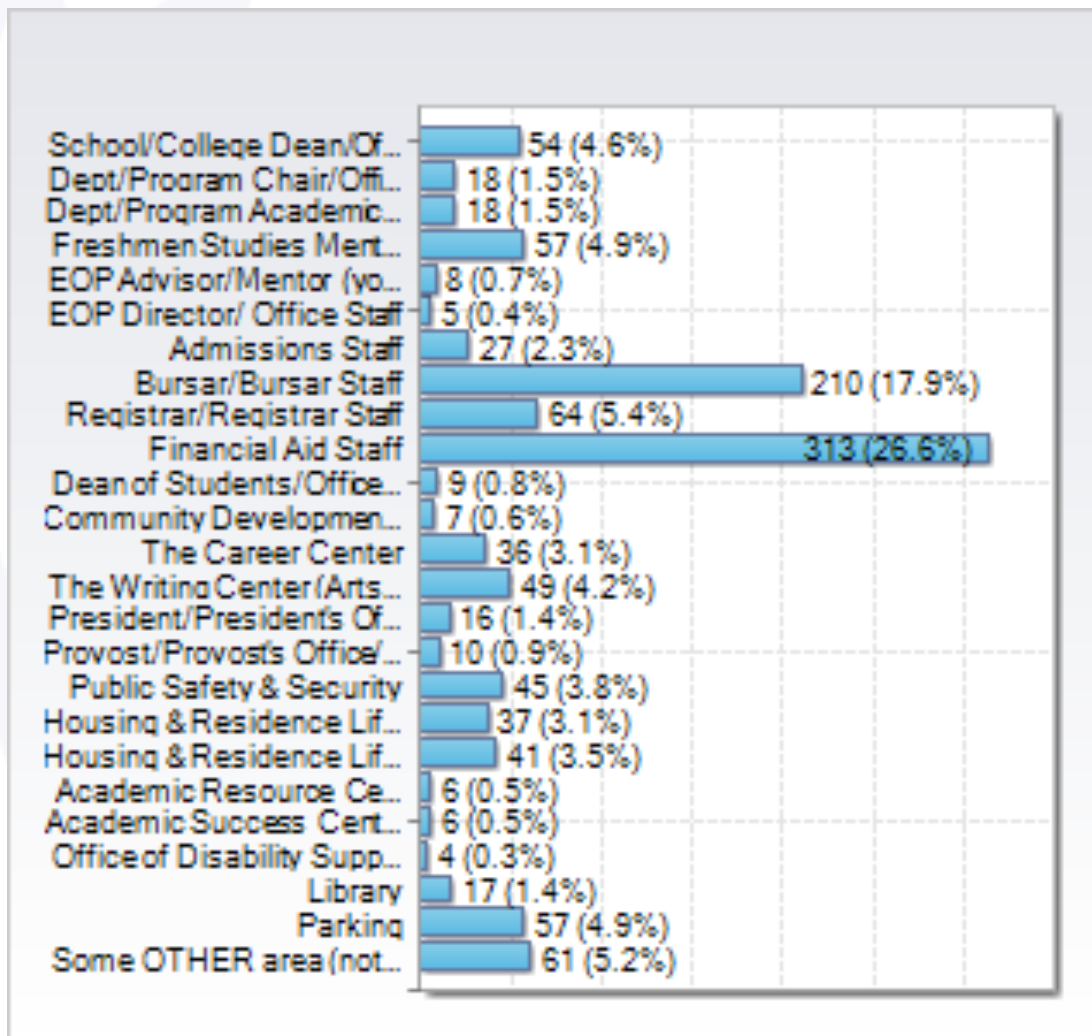 School/College Dean/Of... 54 (4.6%)
Dept/Program Chair/Offi... 18 (1.5%)
Dept/Program Academic... 18 (1.5%)
Freshmen Studies Ment... 57 (4.9%)
EOP Advisor/Mentor (yo... 8 (0.7%)
EOP Director/ Office Staff 5 (0.4%)
Admissions Staff 27 (2.3%)
Bursar/Bursar Staff 210 (17.9%)
Registrar/Registrar Staff 64 (5.4%)
Financial Aid Staff 313 (26.6%)
Dean of Students/Office... 9 (0.8%)
Community Developmen... 7 (0.6%)
The Career Center 36 (3.1%)
The Writing Center (Arts... 49 (4.2%)
President/President's Of... 16 (1.4%)
Provost/Provost's Office/... 10 (0.9%)
Public Safety & Security 45 (3.8%)
Housing & Residence Lif... 37 (3.1%)
Housing & Residence Lif... 41 (3.5%)
Academic Resource Ce... 6 (0.5%)
Academic Success Cent... 6 (0.5%)
Office of Disability Supp... 4 (0.3%)
Library 17 (1.4%)
Parking 57 (4.9%)
Some OTHER area (not... 61 (5.2%)